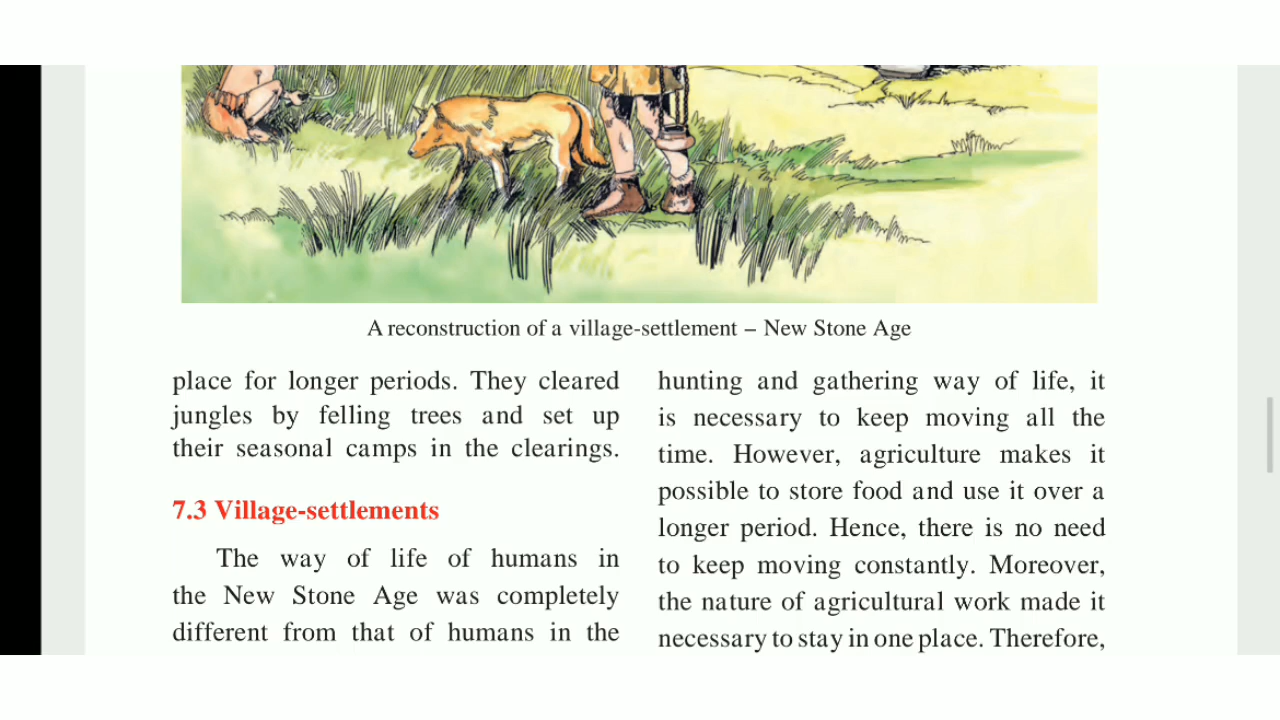 A reconstruction of a village-settlement – New Stone Age
place for longer periods. They cleared
jungles by felling trees and set up
their seasonal camps in the clearings.
7.3 Village-settlements
The way of life of humans in
the New Stone Age was completely
different from that of humans in the
hunting and gathering way of life, it
is necessary to keep moving all the
time. However, agriculture makes it
possible to store food and use it over a
longer period. Hence, there is no need
to keep moving constantly. Moreover,
the nature of agricultural work made it
necessary to stay in one place. Therefore,